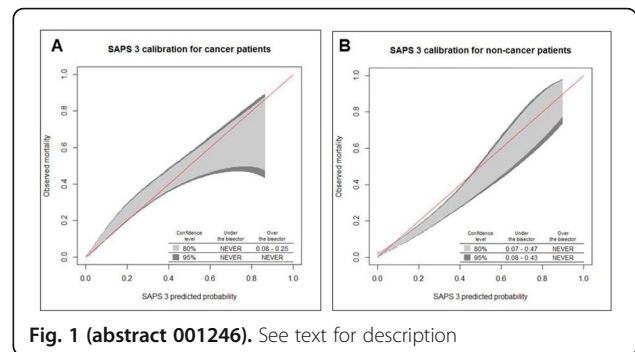 A
SAPS 3 calibration for cancer patients
Observed mortality
1.0
0.8
0.6
0.4
0.2
0.0
Confidence level Under the bisector Over the bisector
80% NEVER 0.08 - 0.25
95% NEVER NEVER
0.0 0.2 0.4 0.6 0.8 1.0
SAPS 3 predicted probability
B
SAPS 3 calibration for non-cancer patients
Observed mortality
1.0
0.8
0.6
0.4
0.2
0.0
Confidence level Under the bisector Over the bisector
80% 0.07 - 0.47 NEVER
95% 0.08 - 0.43 NEVER
0.0 0.2 0.4 0.6 0.8 1.0
SAPS 3 predicted probability
Fig. 1 (abstract 001246). See text for description